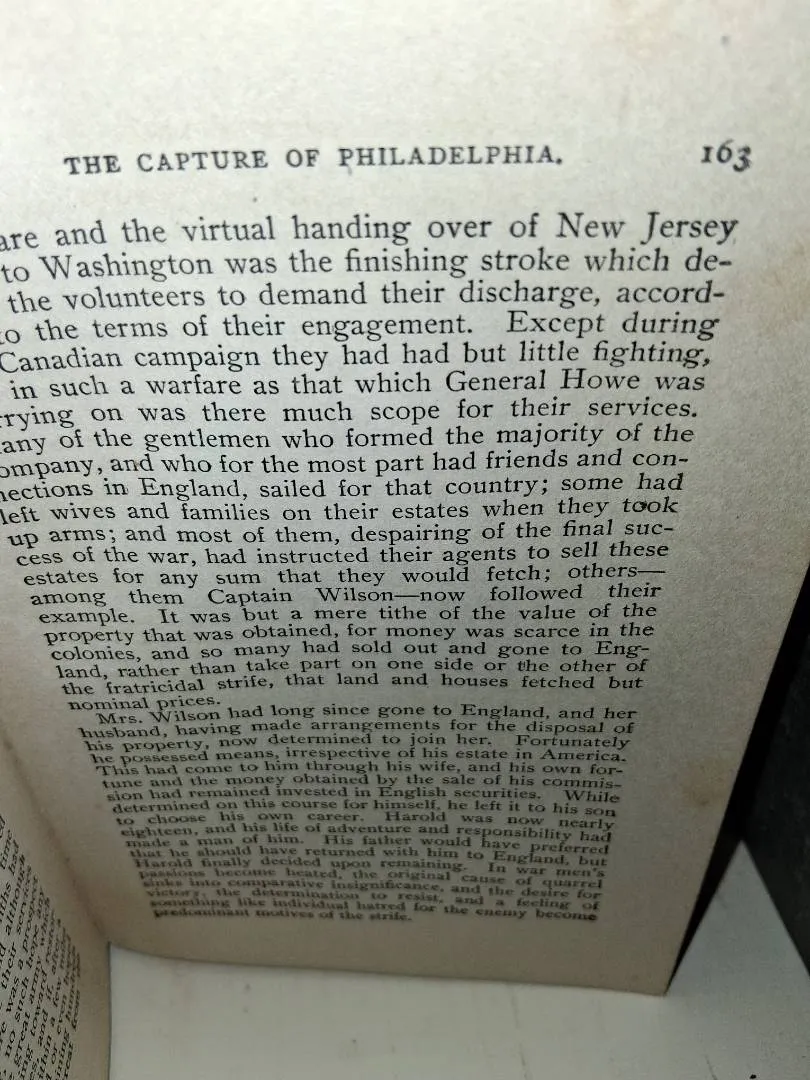 THE CAPTURE OF PHILADELPHIA. 163
are and the virtual handing over of New Jersey
to Washington was the finishing stroke which de-
the volunteers to demand their discharge, accord-
to the terms of their engagement. Except during
Canadian campaign they had had but little fighting,
in such a warfare as that which General Howe was
rrying on was there much scope for their services.
any of the gentlemen who formed the majority of the
ompany, and who for the most part had friends and con-
nections in England, sailed for that country; some had
left wives and families on their estates when they took
up arms; and most of them, despairing of the final suc-
cess of the war, had instructed their agents to sell these
estates for any sum that they would fetch; others—
among them Captain Wilson—now followed their
example. It was but a mere tithe of the value of the
property that was obtained, for money was scarce in the
colonies, and so many had sold out and gone to Eng-
land, rather than take part on one side or the other of
the fratricidal strife, that land and houses fetched but
nominal prices.
Mrs. Wilson had long since gone to England, and her
husband, having made arrangements for the disposal of
his property, now determined to join her. Fortunately
he possessed means, irrespective of his estate in America.
This had come to him through his wife, and his own for-
tune and the money obtained by the sale of his commis-
sion had remained invested in English securities. While
determined on this course for himself, he left it to his son
to choose his own career. Harold was now nearly
eighteen, and his life of adventure and responsibility had
made a man of him. His father would have preferred
that he should have returned with him to England, but
Harold finally decided upon remaining. In war men's
passions become heated, the original cause of quarrel
sinks into comparative insignificance, and the desire for
victory, the determination to resist, and a feeling of
something like individual hatred for the enemy become
predominant motives of the strife.